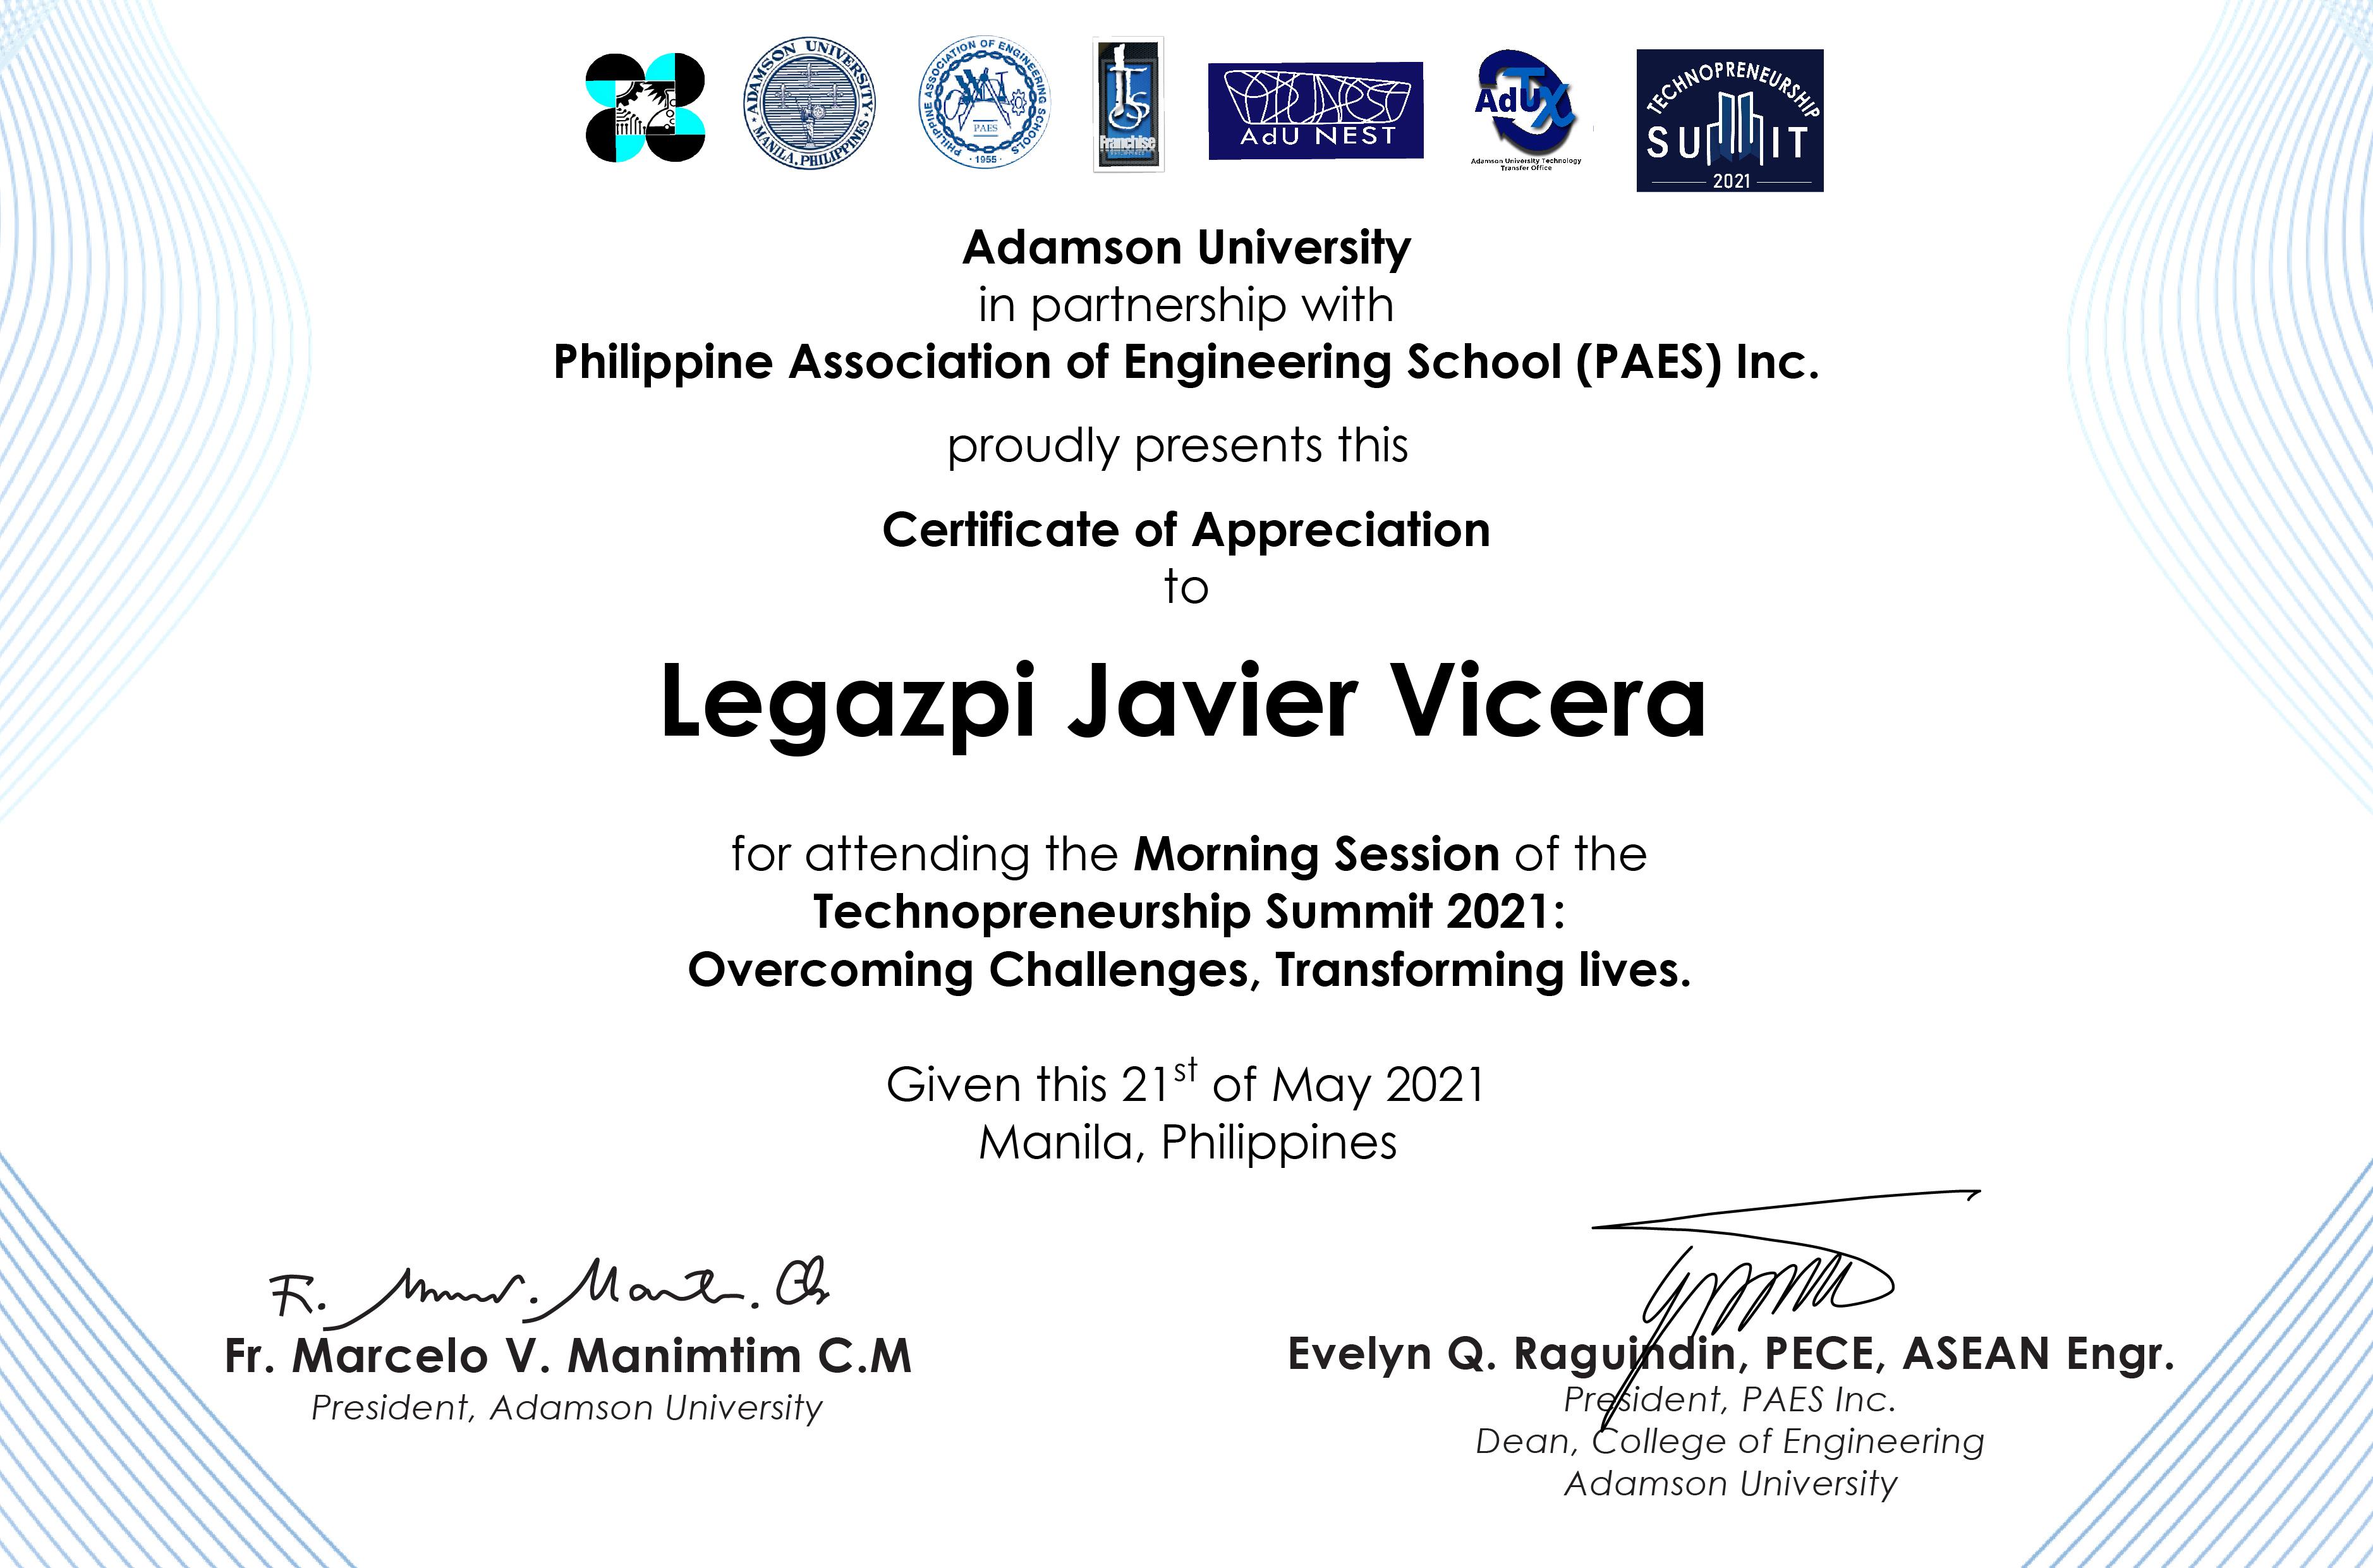 ADAMSON UNIVERSITY
MANILA, PHILIPPINES
PHILIPPINE ASSOCIATION OF ENGINEERING SCHOOLS
PAES
1955
Franchise
AdU NEST
AdUTX
Adamson University Technology
Transfer Office
TECHNOPRENEURSHIP
SUMMIT
2021
Adamson University
in partnership with
Philippine Association of Engineering School (PAES) Inc.
proudly presents this
Certificate of Appreciation
to
Legazpi Javier Vicera
for attending the Morning Session of the
Technopreneurship Summit 2021:
Overcoming Challenges, Transforming lives.
Given this 21st of May 2021
Manila, Philippines
Fr. Marcelo V. Manimtim C.M
President, Adamson University
Evelyn Q. Raguindin, PECE, ASEAN Engr.
President, PAES Inc.
Dean, College of Engineering
Adamson University